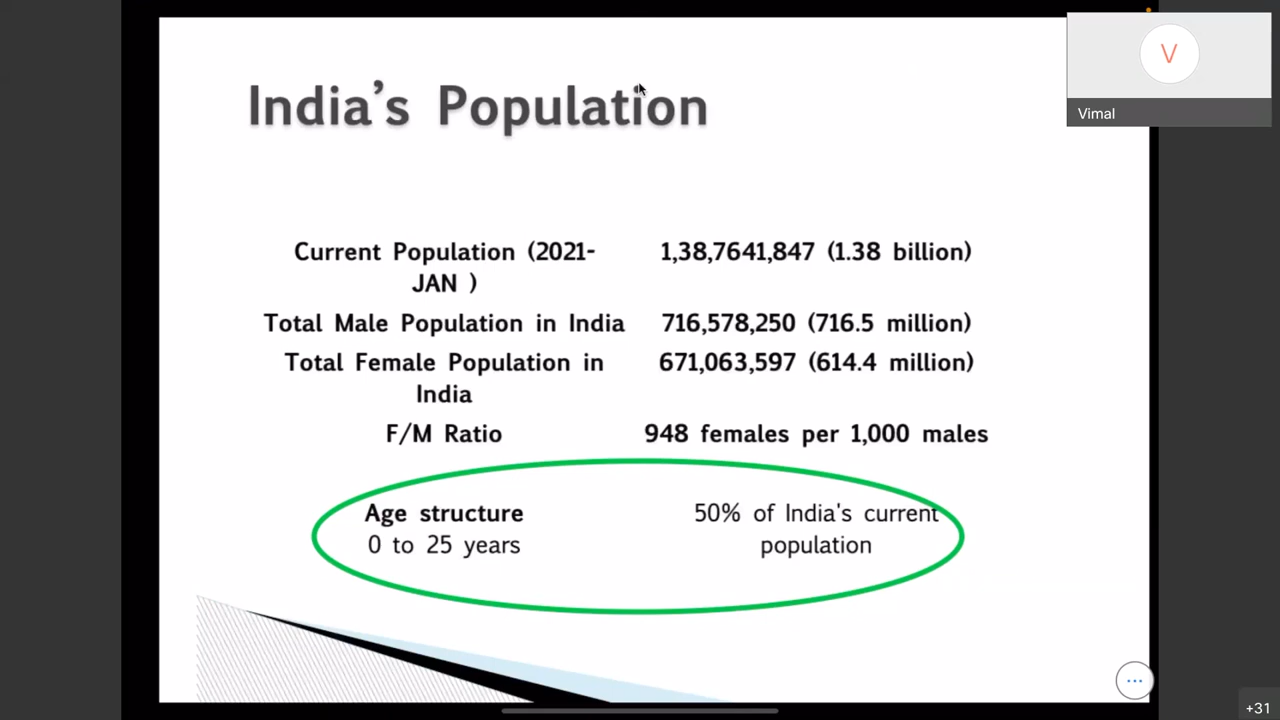 V
Vimal
India's Population
Current Population (2021-
JAN )
1,38,7641,847 (1.38 billion)
Total Male Population in India
716,578,250 (716.5 million)
Total Female Population in
India
671,063,597 (614.4 million)
F/M Ratio
948 females per 1,000 males
Age structure
0 to 25 years
50% of India's current
population
+31